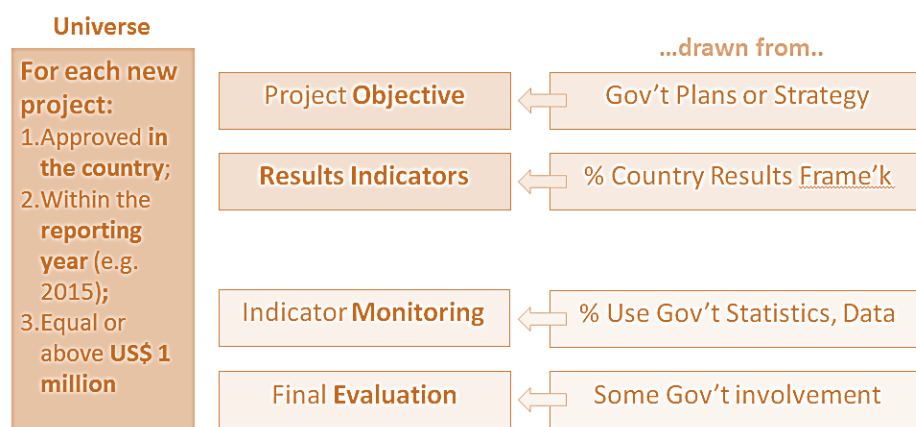 Universe
For each new
project:
1.Approved in
the country;
2.Within the
reporting
year (e.g.
2015);
3.Equal or
above US$ 1
million
…drawn from..
Project Objective
Gov't Plans or Strategy
Results Indicators
% Country Results Frame'k
Indicator Monitoring
% Use Gov't Statistics, Data
Final Evaluation
Some Gov't involvement